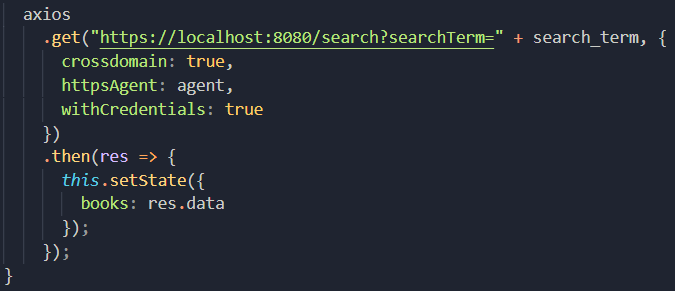 axios
.get("https://localhost:8080/search?searchTerm=" + search_term, {
crossdomain: true,
httpsAgent: agent,
withCredentials: true
})
.then(res => {
this.setState({
books: res.data
});
});
}